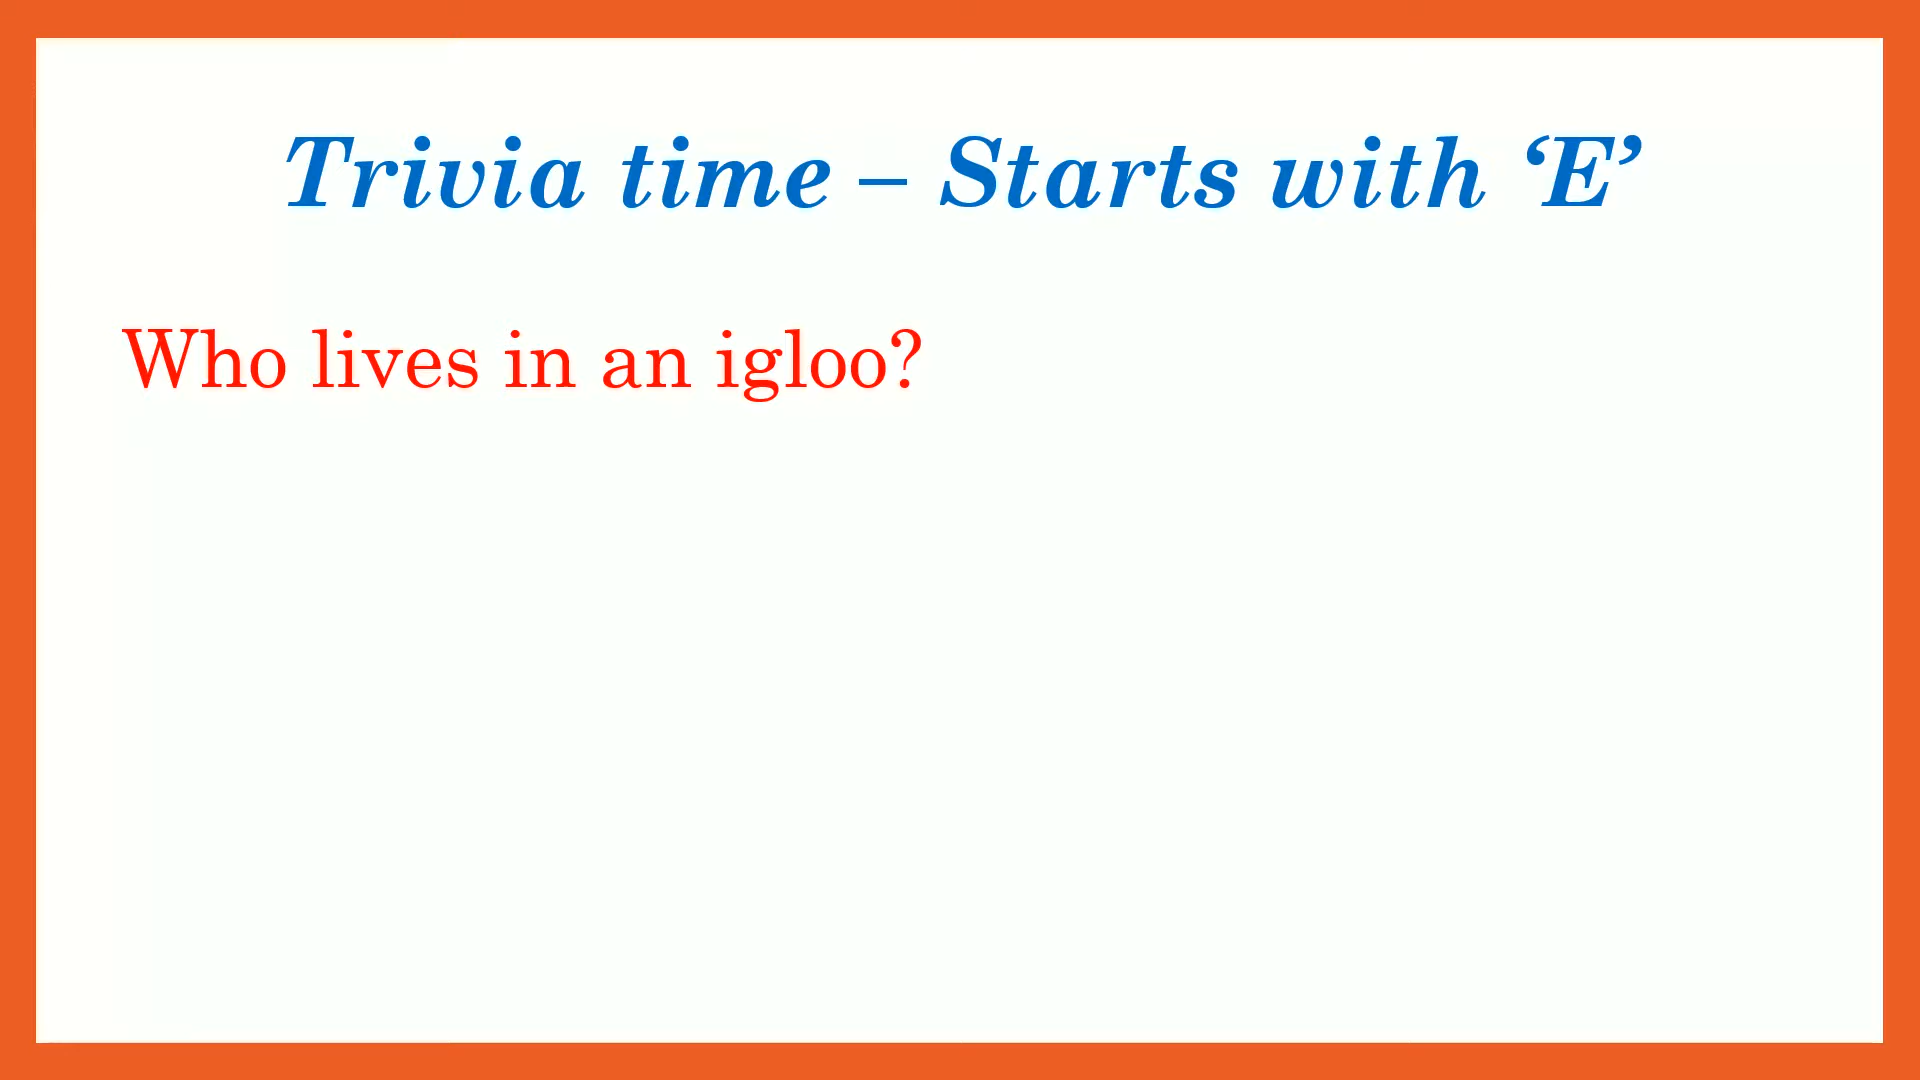 Trivia time – Starts with ‘E’
Who lives in an igloo?